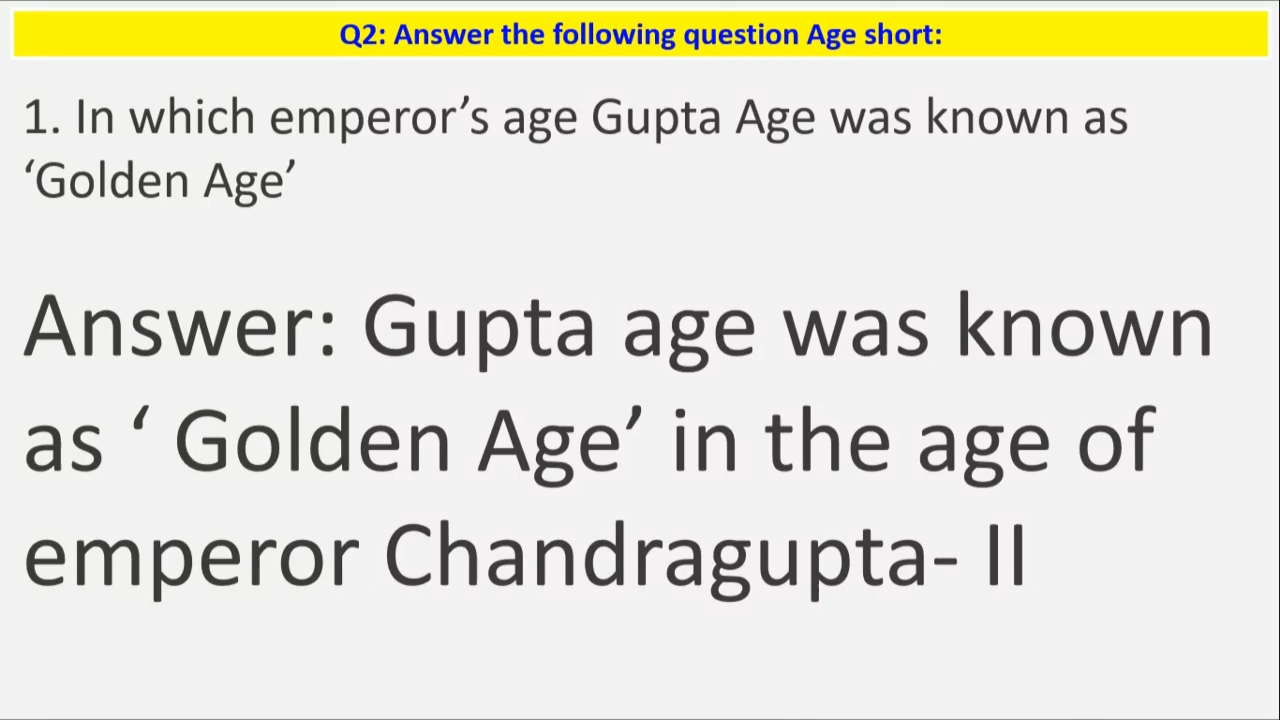 Q2: Answer the following question Age short:
1. In which emperor’s age Gupta Age was known as
‘Golden Age’
Answer: Gupta age was known
as ‘ Golden Age’ in the age of
emperor Chandragupta- II